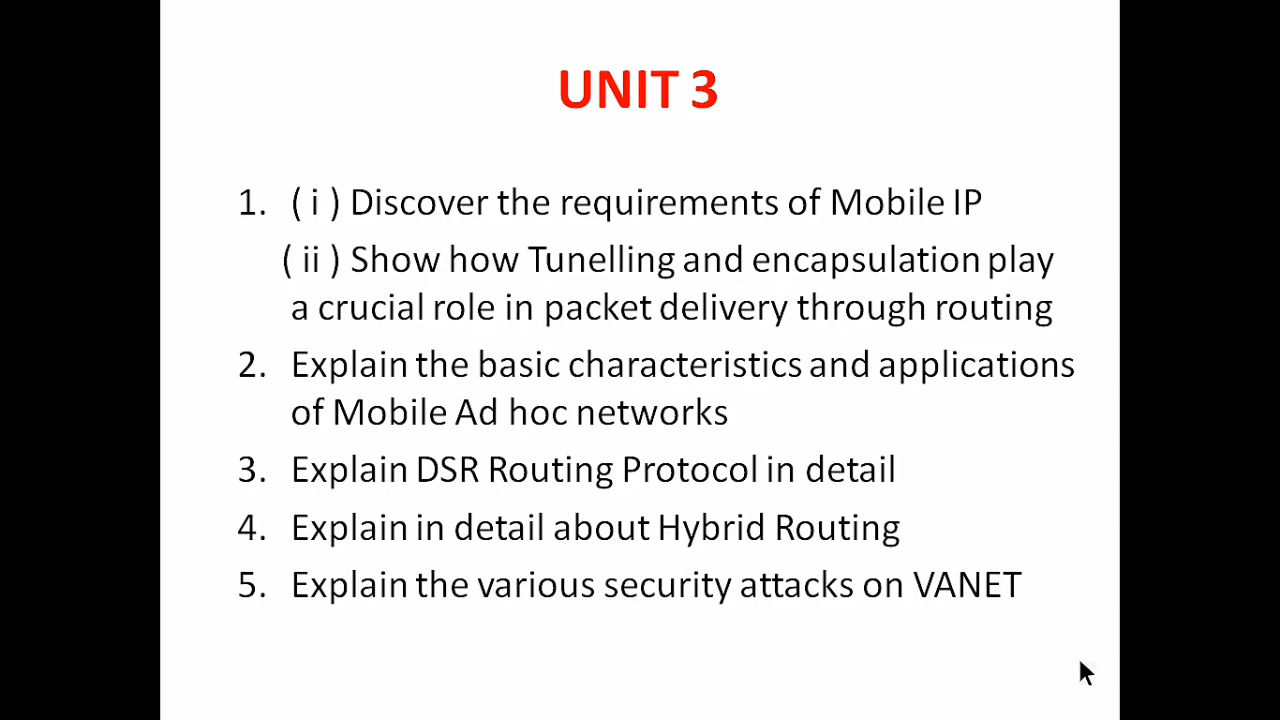 UNIT 3
1. ( i ) Discover the requirements of Mobile IP
( ii ) Show how Tunelling and encapsulation play
a crucial role in packet delivery through routing
2. Explain the basic characteristics and applications
of Mobile Ad hoc networks
3. Explain DSR Routing Protocol in detail
4. Explain in detail about Hybrid Routing
5. Explain the various security attacks on VANET